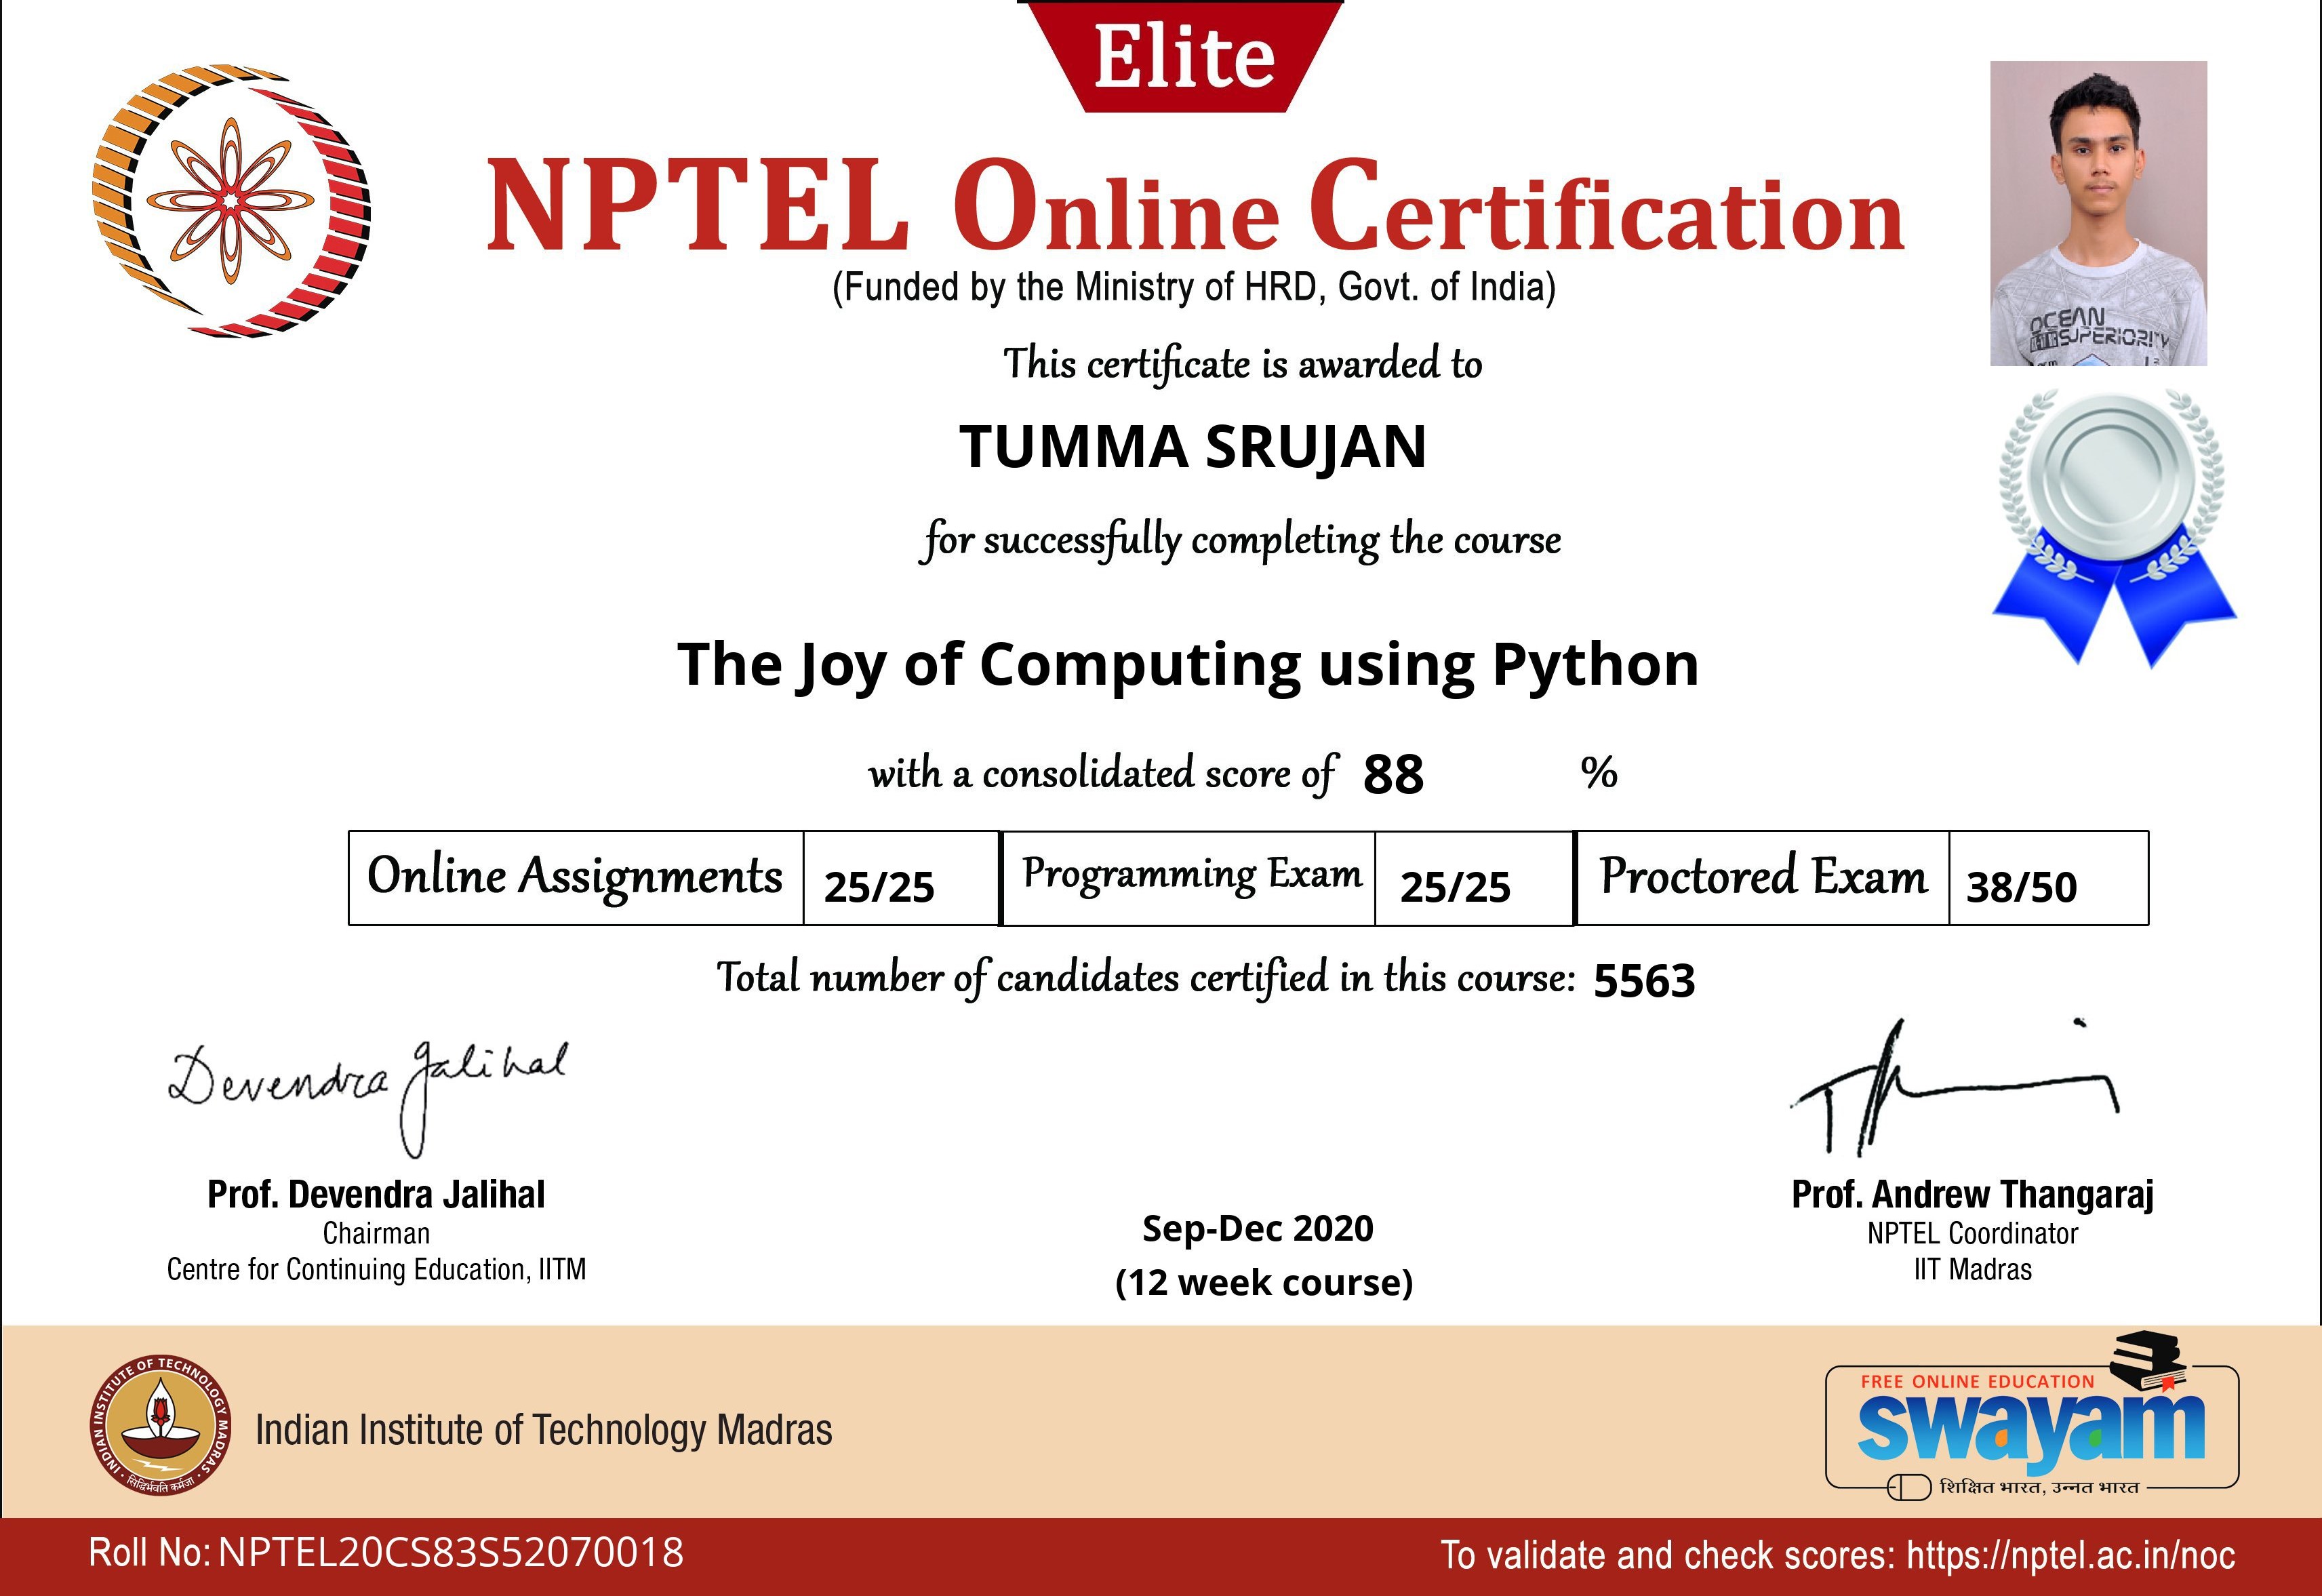 Elite
NPTEL Online Certification
(Funded by the Ministry of HRD, Govt. of India)
This certificate is awarded to
TUMMA SRUJAN
for successfully completing the course
The Joy of Computing using Python
with a consolidated score of 88 %
Online Assignments 25/25 Programming Exam 25/25 Proctored Exam 38/50
Total number of candidates certified in this course: 5563
OCEAN
SUPERIORITY
Devendra Jalihal
Prof. Devendra Jalihal
Chairman
Centre for Continuing Education, IITM
Sep-Dec 2020
(12 week course)
Prof. Andrew Thangaraj
NPTEL Coordinator
IIT Madras
INDIAN INSTITUTE OF TECHNOLOGY MADRAS
सिद्धिर्भवति कर्मजा
Indian Institute of Technology Madras
FREE ONLINE EDUCATION
swayam
शिक्षित भारत, उन्नत भारत
Roll No: NPTEL20CS83S52070018
To validate and check scores: https://nptel.ac.in/noc